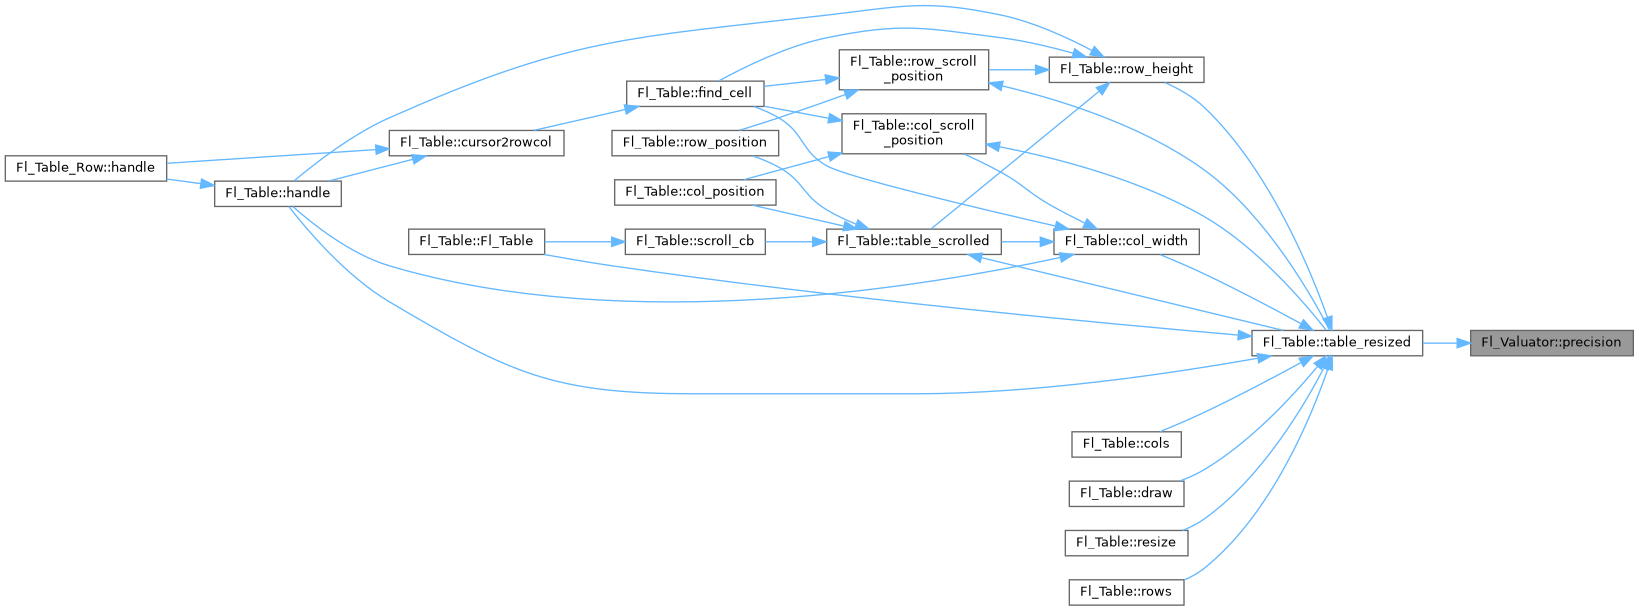 Fl_Table::row_scroll
_position
Fl_Table::row_height
Fl_Table::find_cell
Fl_Table::col_scroll
_position
Fl_Table::cursor2rowcol
Fl_Table::row_position
Fl_Table_Row::handle
Fl_Table::handle
Fl_Table::col_position
Fl_Table::Fl_Table
Fl_Table::scroll_cb
Fl_Table::table_scrolled
Fl_Table::col_width
Fl_Table::table_resized
Fl_Valuator::precision
Fl_Table::cols
Fl_Table::draw
Fl_Table::resize
Fl_Table::rows